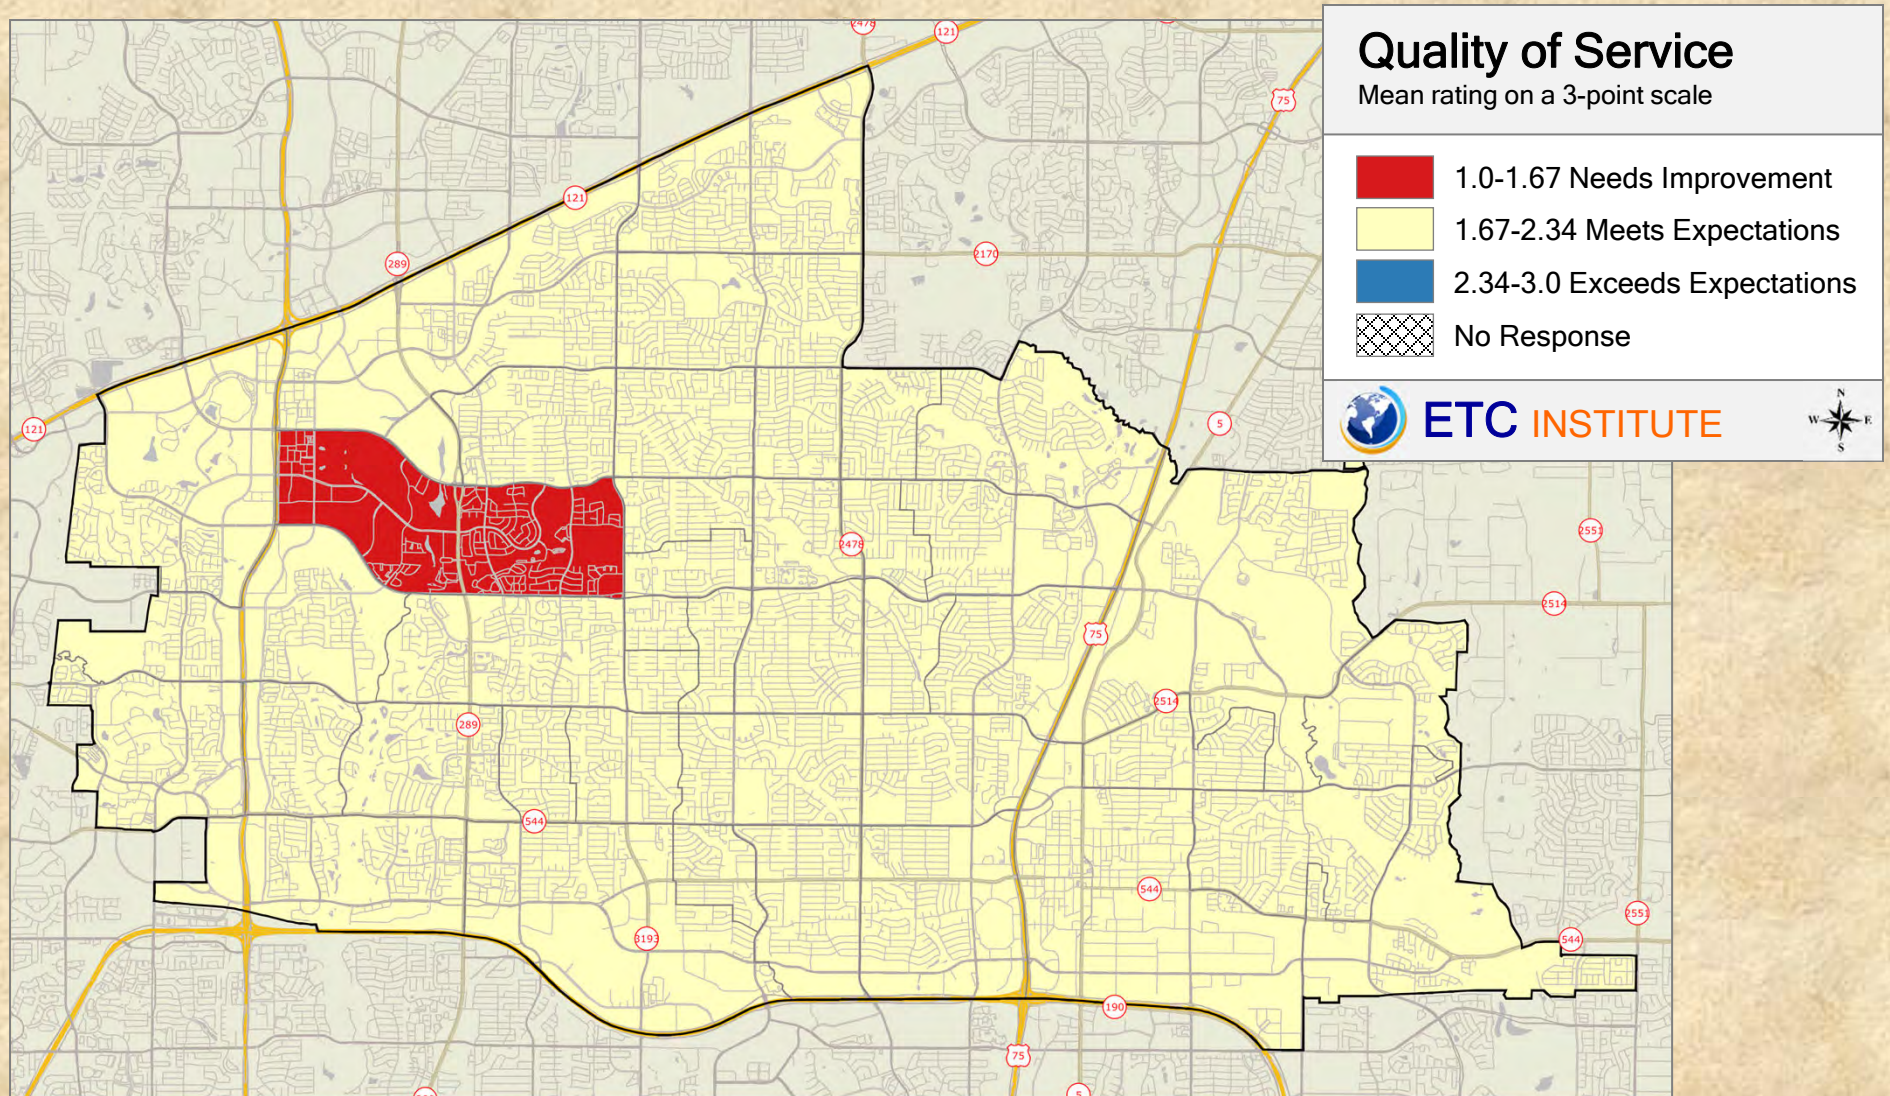 Quality of Service
Mean rating on a 3-point scale
1.0-1.67 Needs Improvement
1.67-2.34 Meets Expectations
2.34-3.0 Exceeds Expectations
No Response
ETC INSTITUTE
N
W E
S
2478
121
75
121
289
2170
121
5
2478
2551
2514
75
2514
289
544
544
2551
3193
544
190
75
5